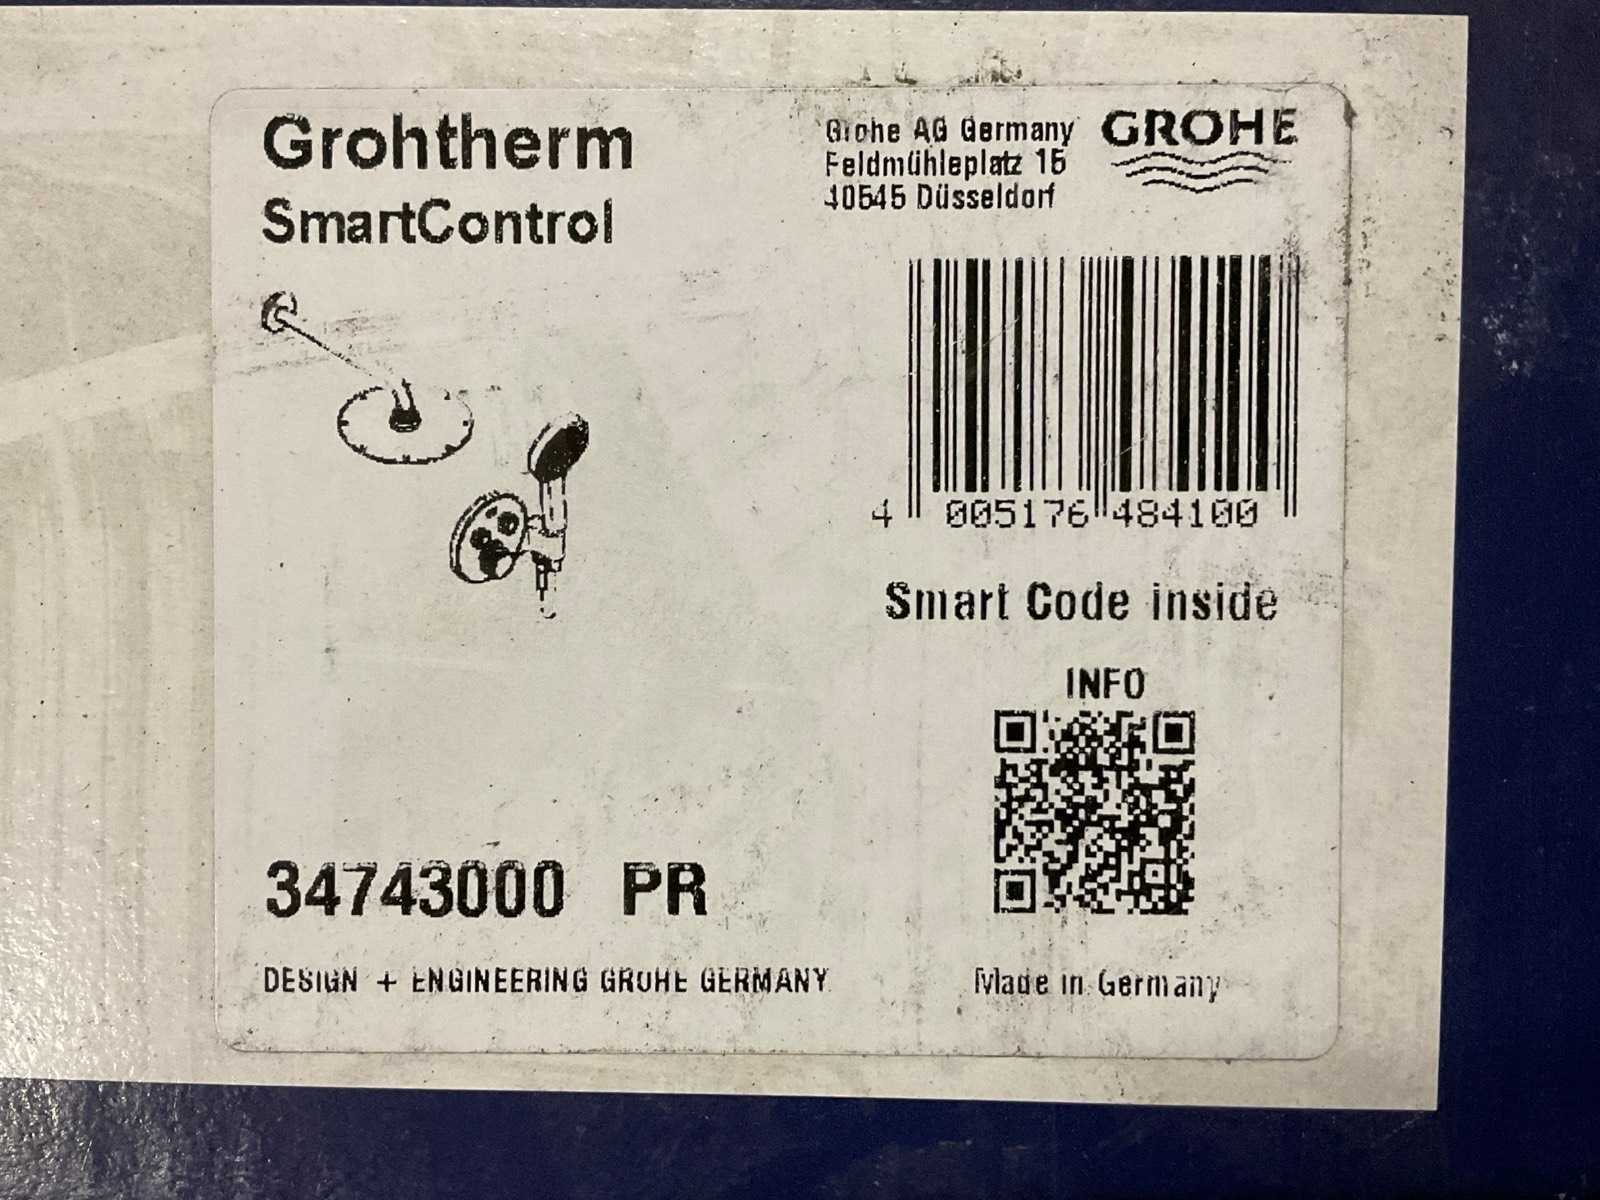 Grohtherm
SmartControl
Grohe AG Germany
Feldmühleplatz 15
40545 Düsseldorf
GROHE
4 005176 484100
Smart Code inside
INFO
34743000 PR
DESIGN + ENGINEERING GROHE GERMANY
Made in Germany